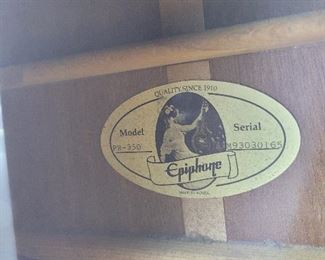 QUALITY SINCE 1910
Model Serial
PR-350 M93030165
Epiphone
MADE IN KOREA